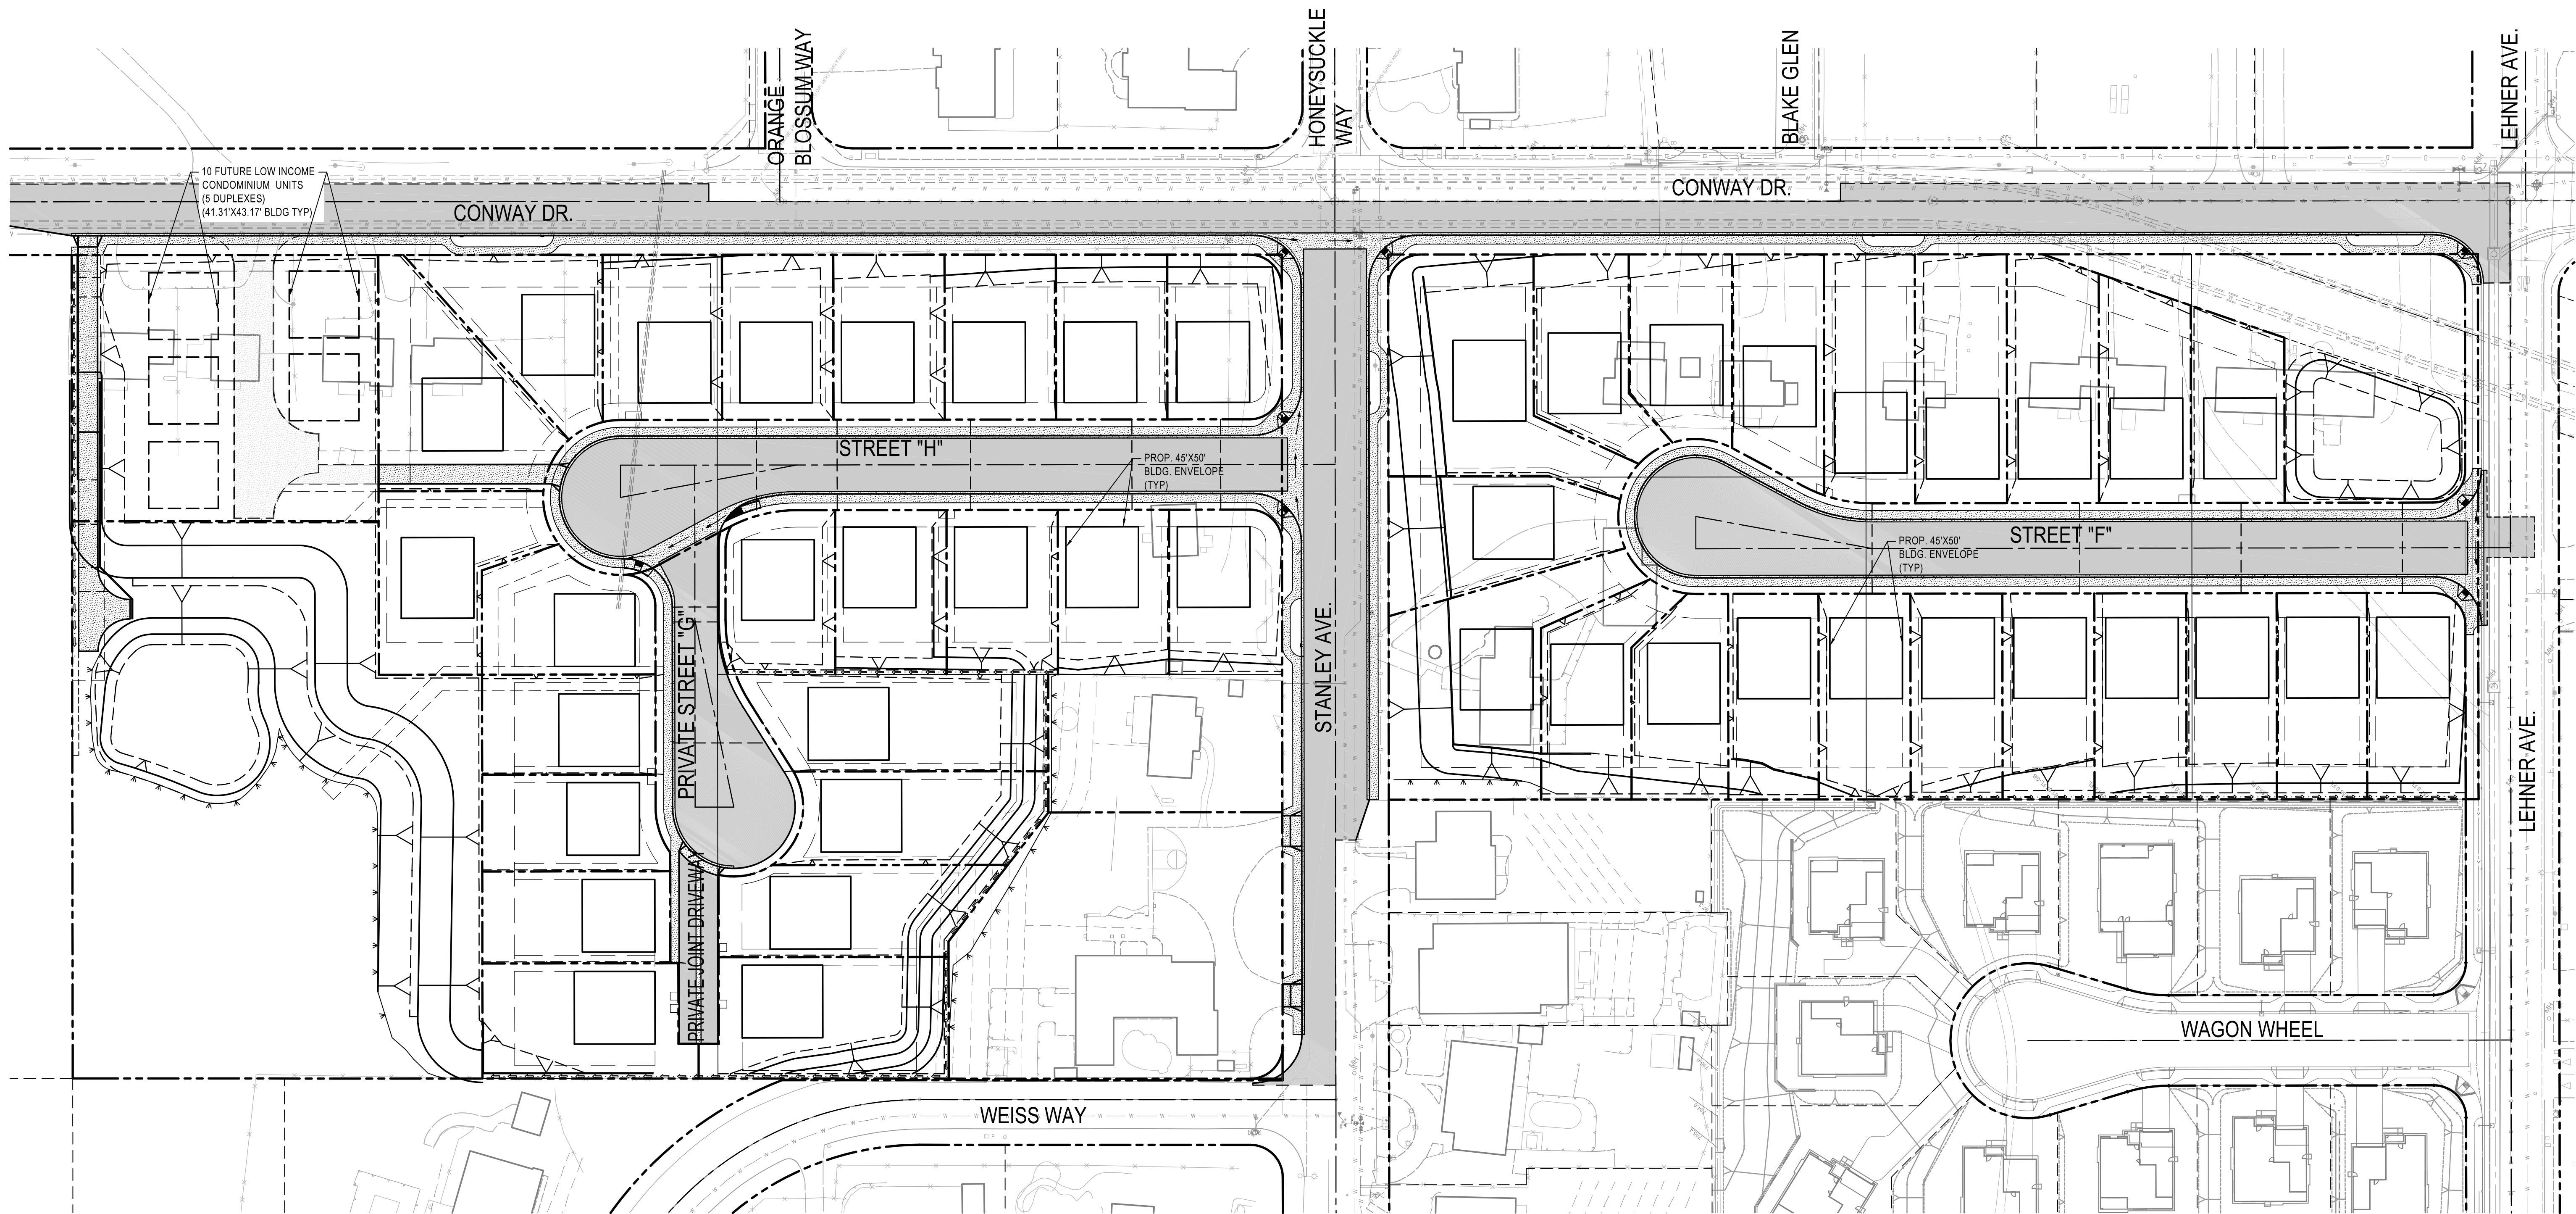 ORANGE
BLOSSUM WAY
HONEYSUCKLE
WAY
BLAKE GLEN
LEHNER AVE.
10 FUTURE LOW INCOME
CONDOMINIUM UNITS
(5 DUPLEXES)
(41.31'X43.17' BLDG TYP)
CONWAY DR.
CONWAY DR.
STREET "H"
PROP. 45'X50'
BLDG. ENVELOPE
(TYP)
STREET "F"
PROP. 45'X50'
BLDG. ENVELOPE
(TYP)
PRIVATE STREET "G"
STANLEY AVE.
LEHNER AVE.
PRIVATE JOINT DRIVEWAY
WAGON WHEEL
WEISS WAY